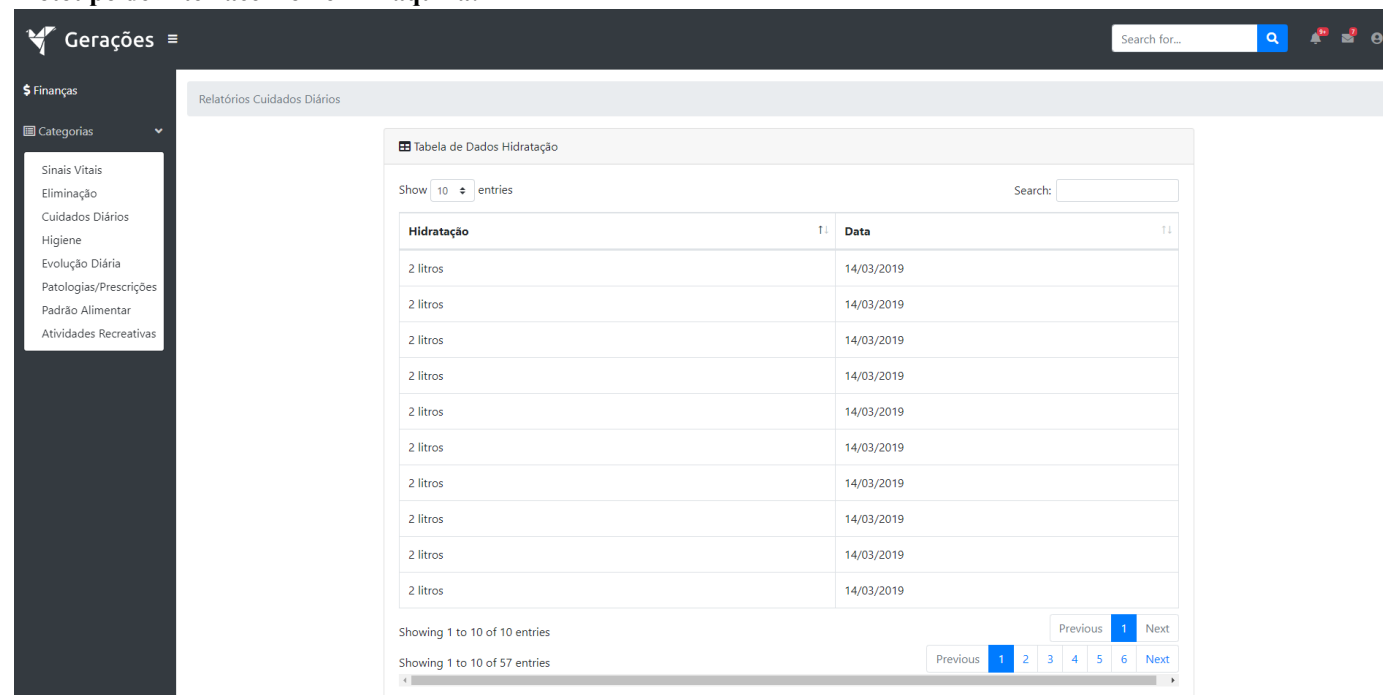 Gerações
Search for...
9+
7
$ Finanças
Relatórios Cuidados Diários
Categorias
Tabela de Dados Hidratação
Sinais Vitais
Eliminação
Cuidados Diários
Higiene
Evolução Diária
Patologias/Prescrições
Padrão Alimentar
Atividades Recreativas
Show 10 entries
Search:
Hidratação Data
2 litros 14/03/2019
2 litros 14/03/2019
2 litros 14/03/2019
2 litros 14/03/2019
2 litros 14/03/2019
2 litros 14/03/2019
2 litros 14/03/2019
2 litros 14/03/2019
2 litros 14/03/2019
2 litros 14/03/2019
Showing 1 to 10 of 10 entries
Previous 1 Next
Showing 1 to 10 of 57 entries
Previous 1 2 3 4 5 6 Next